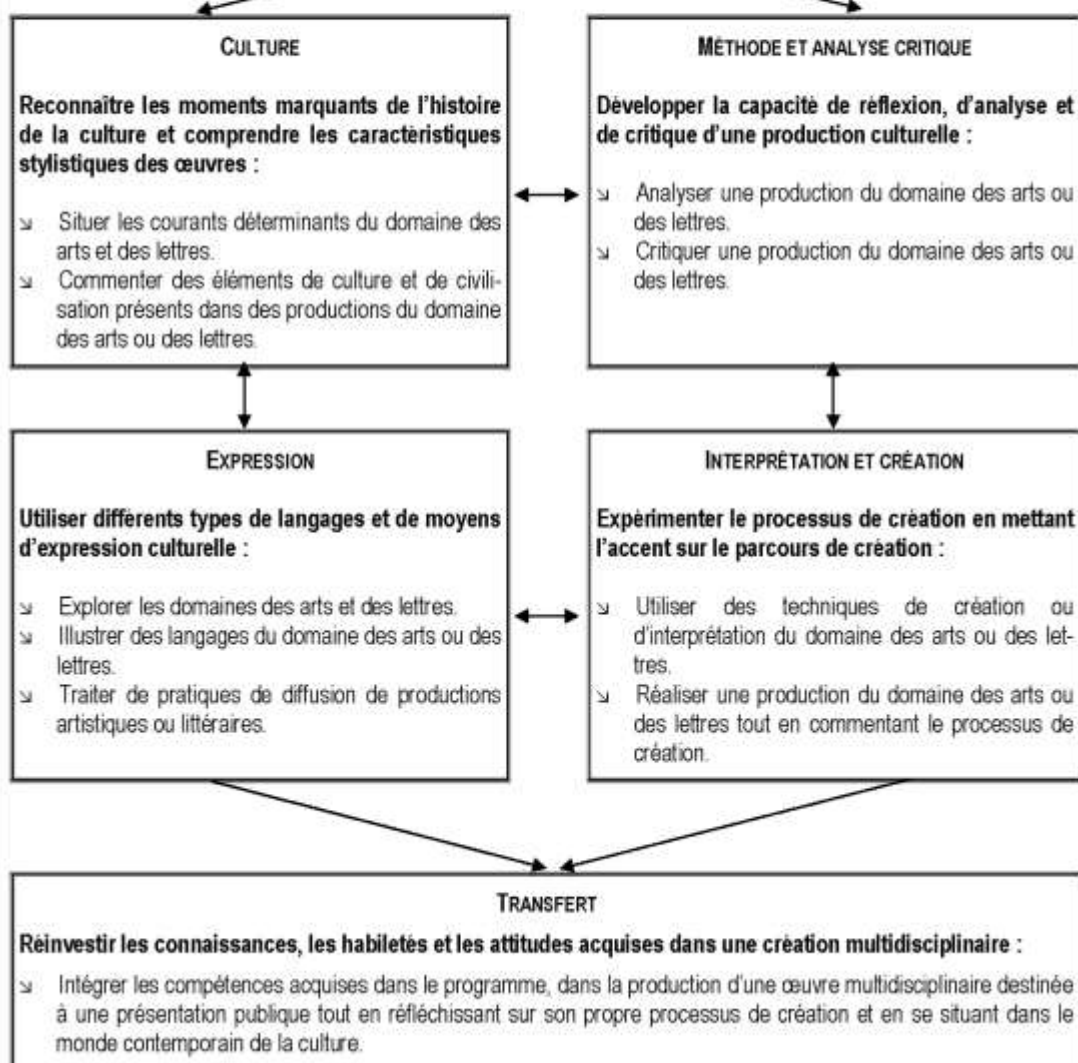 CULTURE
Reconnaître les moments marquants de l'histoire
de la culture et comprendre les caractéristiques
stylistiques des œuvres :
↘ Situer les courants déterminants du domaine des
arts et des lettres.
↘ Commenter des éléments de culture et de civili-
sation présents dans des productions du domaine
des arts ou des lettres.
MÉTHODE ET ANALYSE CRITIQUE
Développer la capacité de réflexion, d'analyse et
de critique d'une production culturelle :
↘ Analyser une production du domaine des arts ou
des lettres.
↘ Critiquer une production du domaine des arts ou
des lettres.
EXPRESSION
Utiliser différents types de langages et de moyens
d'expression culturelle :
↘ Explorer les domaines des arts et des lettres.
↘ Illustrer des langages du domaine des arts ou des
lettres.
↘ Traiter de pratiques de diffusion de productions
artistiques ou littéraires.
INTERPRÉTATION ET CRÉATION
Expérimenter le processus de création en mettant
l'accent sur le parcours de création :
↘ Utiliser des techniques de création ou
d'interprétation du domaine des arts ou des let-
tres.
↘ Réaliser une production du domaine des arts ou
des lettres tout en commentant le processus de
création.
TRANSFERT
Réinvestir les connaissances, les habiletés et les attitudes acquises dans une création multidisciplinaire :
↘ Intégrer les compétences acquises dans le programme, dans la production d'une œuvre multidisciplinaire destinée
à une présentation publique tout en réfléchissant sur son propre processus de création et en se situant dans le
monde contemporain de la culture.